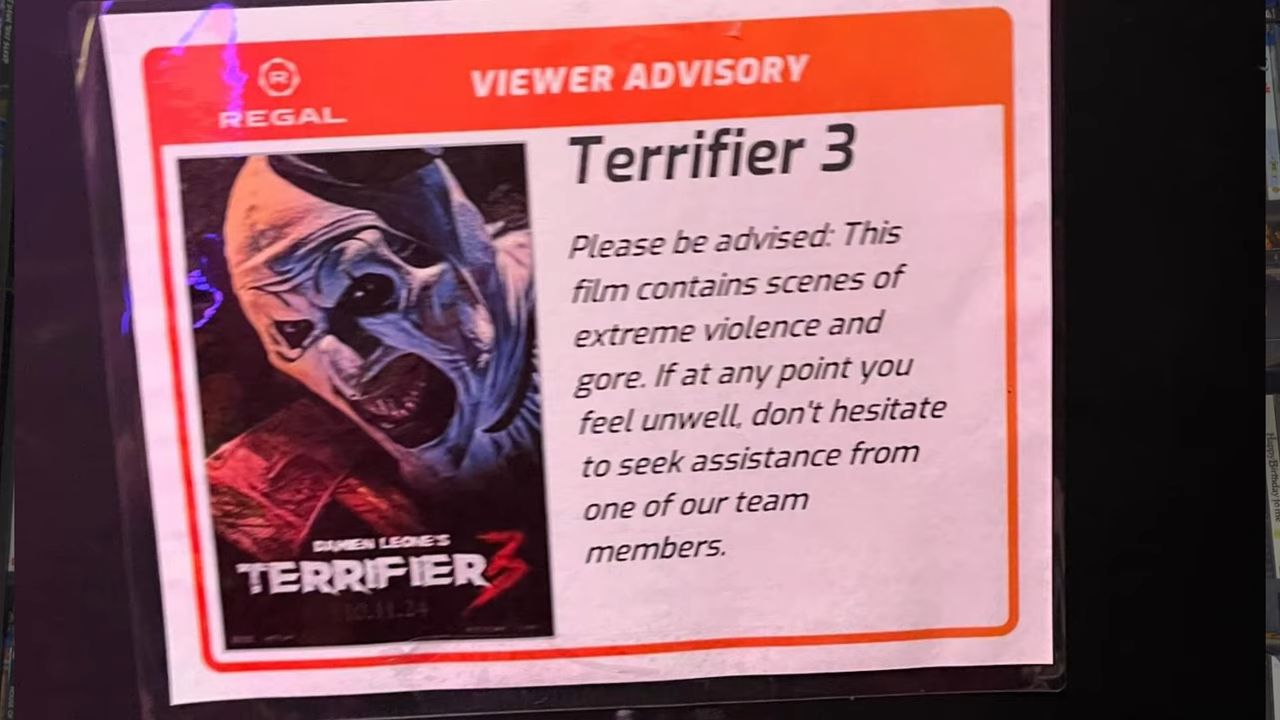 REGAL
VIEWER ADVISORY
Terrifier 3
Please be advised: This
film contains scenes of
extreme violence and
gore. If at any point you
feel unwell, don't hesitate
to seek assistance from
one of our team
members.
DAMIEN LEONE'S
TERRIFIER 3
10.11.24